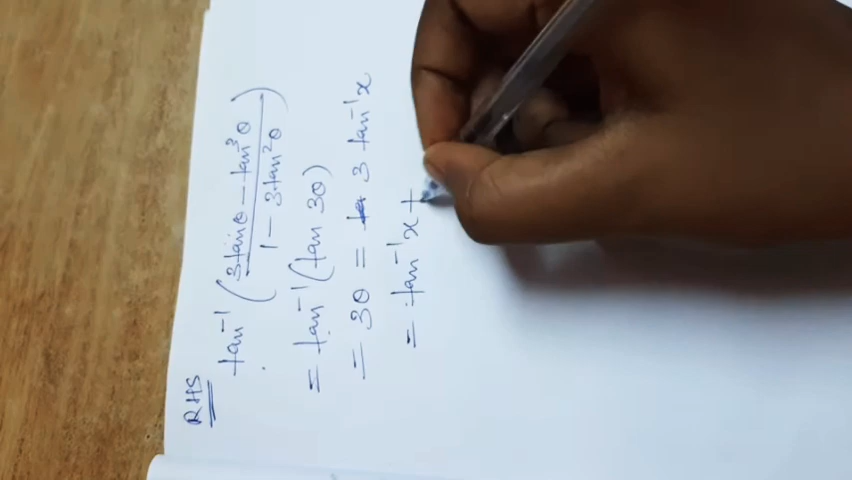 RHS
tan⁻¹ (3tanθ − tan³θ / 1 − 3tan²θ)
= tan⁻¹ (tan 3θ)
= 3θ = 3 tan⁻¹x
= tan⁻¹x +